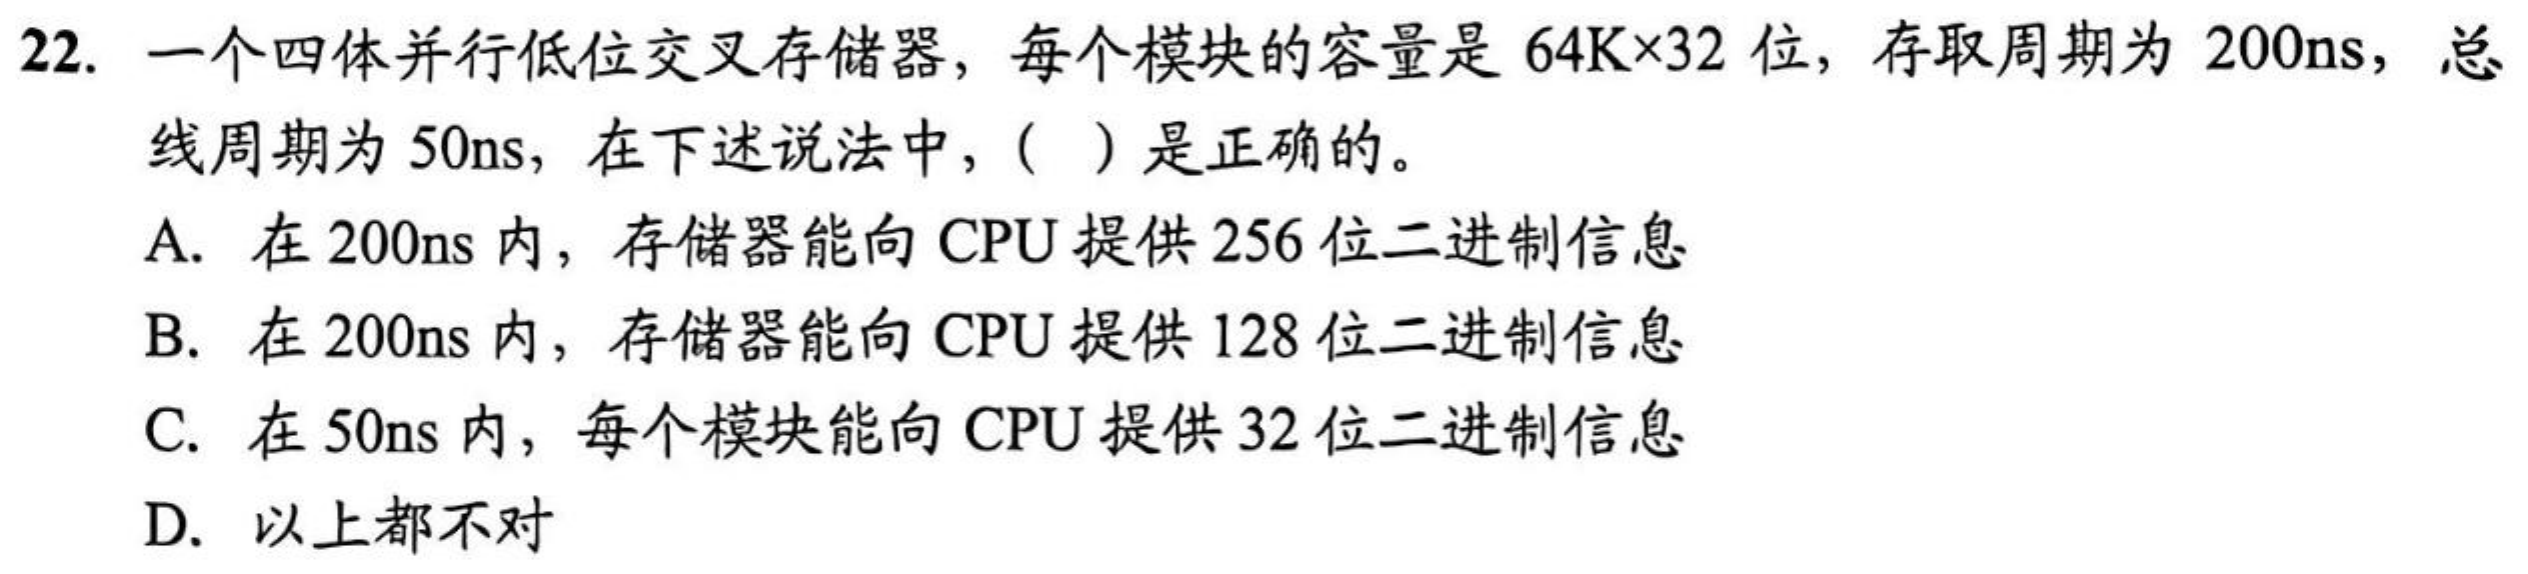 22. 一个四体并行低位交叉存储器，每个模块的容量是 64K×32 位，存取周期为 200ns，总
线周期为 50ns，在下述说法中，（ ）是正确的。
A. 在 200ns 内，存储器能向 CPU 提供 256 位二进制信息
B. 在 200ns 内，存储器能向 CPU 提供 128 位二进制信息
C. 在 50ns 内，每个模块能向 CPU 提供 32 位二进制信息
D. 以上都不对